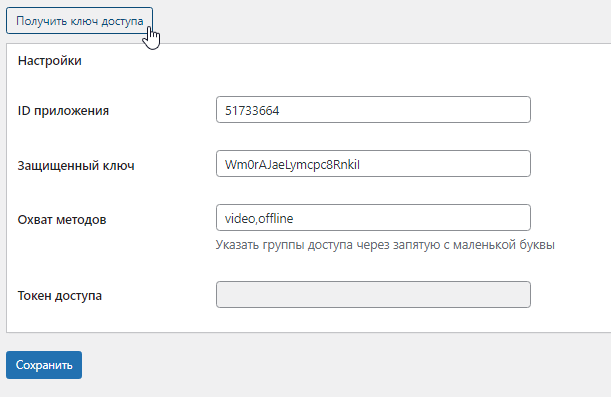 Получить ключ доступа
Настройки
ID приложения
51733664
Защищенный ключ
Wm0rAJaeLymcpc8RnkiI
Охват методов
video,offline
Указать группы доступа через запятую с маленькой буквы
Токен доступа
Сохранить